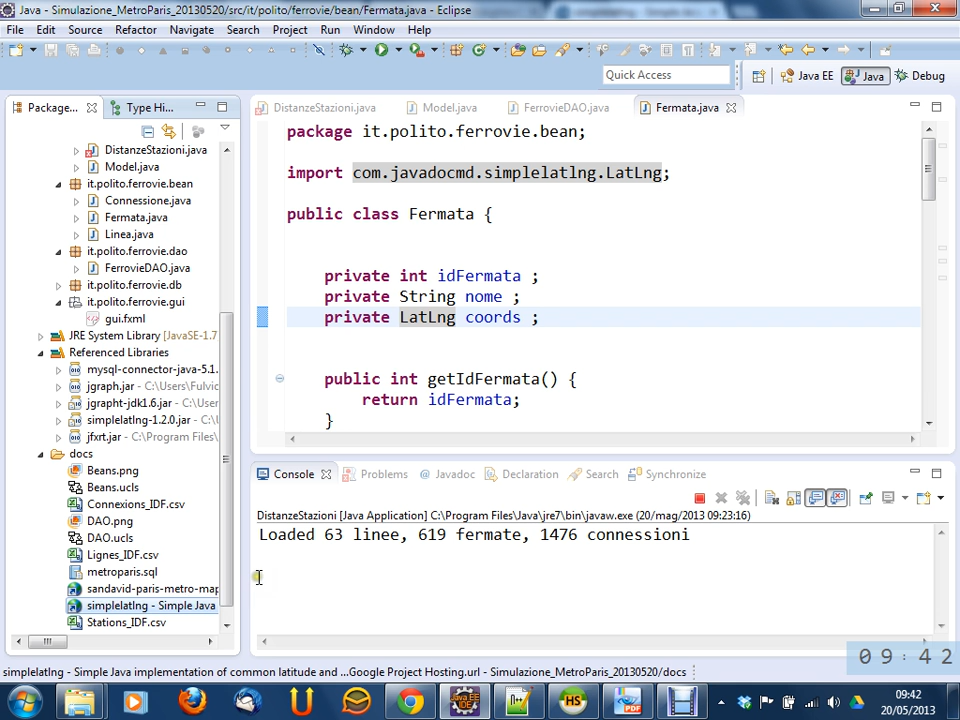 Java - Simulazione_MetroParis_20130520/src/it/polito/ferrovie/bean/Fermata.java - Eclipse
File Edit Source Refactor Navigate Search Project Run Window Help
Quick Access
Java EE
Java
Debug
Package...
Type Hi...
DistanzeStazioni.java
Model.java
it.polito.ferrovie.bean
Connessione.java
Fermata.java
Linea.java
it.polito.ferrovie.dao
FerrovieDAO.java
it.polito.ferrovie.db
it.polito.ferrovie.gui
gui.fxml
JRE System Library [JavaSE-1.7
Referenced Libraries
mysql-connector-java-5.1.
jgraph.jar - C:\Users\Fulvic
jgrapht-jdk1.6.jar - C:\Users
simplelatlng-1.2.0.jar - C:\U
jfxrt.jar - C:\Program Files\
docs
Beans.png
Beans.ucls
Connexions_IDF.csv
DAO.png
DAO.ucls
Lignes_IDF.csv
metroparis.sql
sandavid-paris-metro-map
simplelatlng - Simple Java
Stations_IDF.csv
DistanzeStazioni.java
Model.java
FerrovieDAO.java
Fermata.java
package it.polito.ferrovie.bean;
import com.javadocmd.simplelatlng.LatLng;
public class Fermata {
private int idFermata ;
private String nome ;
private LatLng coords ;
public int getIdFermata() {
return idFermata;
}
Console
Problems
@ Javadoc
Declaration
Search
Synchronize
DistanzeStazioni [Java Application] C:\Program Files\Java\jre7\bin\javaw.exe (20/mag/2013 09:23:16)
Loaded 63 linee, 619 fermate, 1476 connessioni
09:42
simplelatlng - Simple Java implementation of common latitude and ...Google Project Hosting.url - Simulazione_MetroParis_20130520/docs
Java EE
IDE
HS
PDF
09:42
20/05/2013